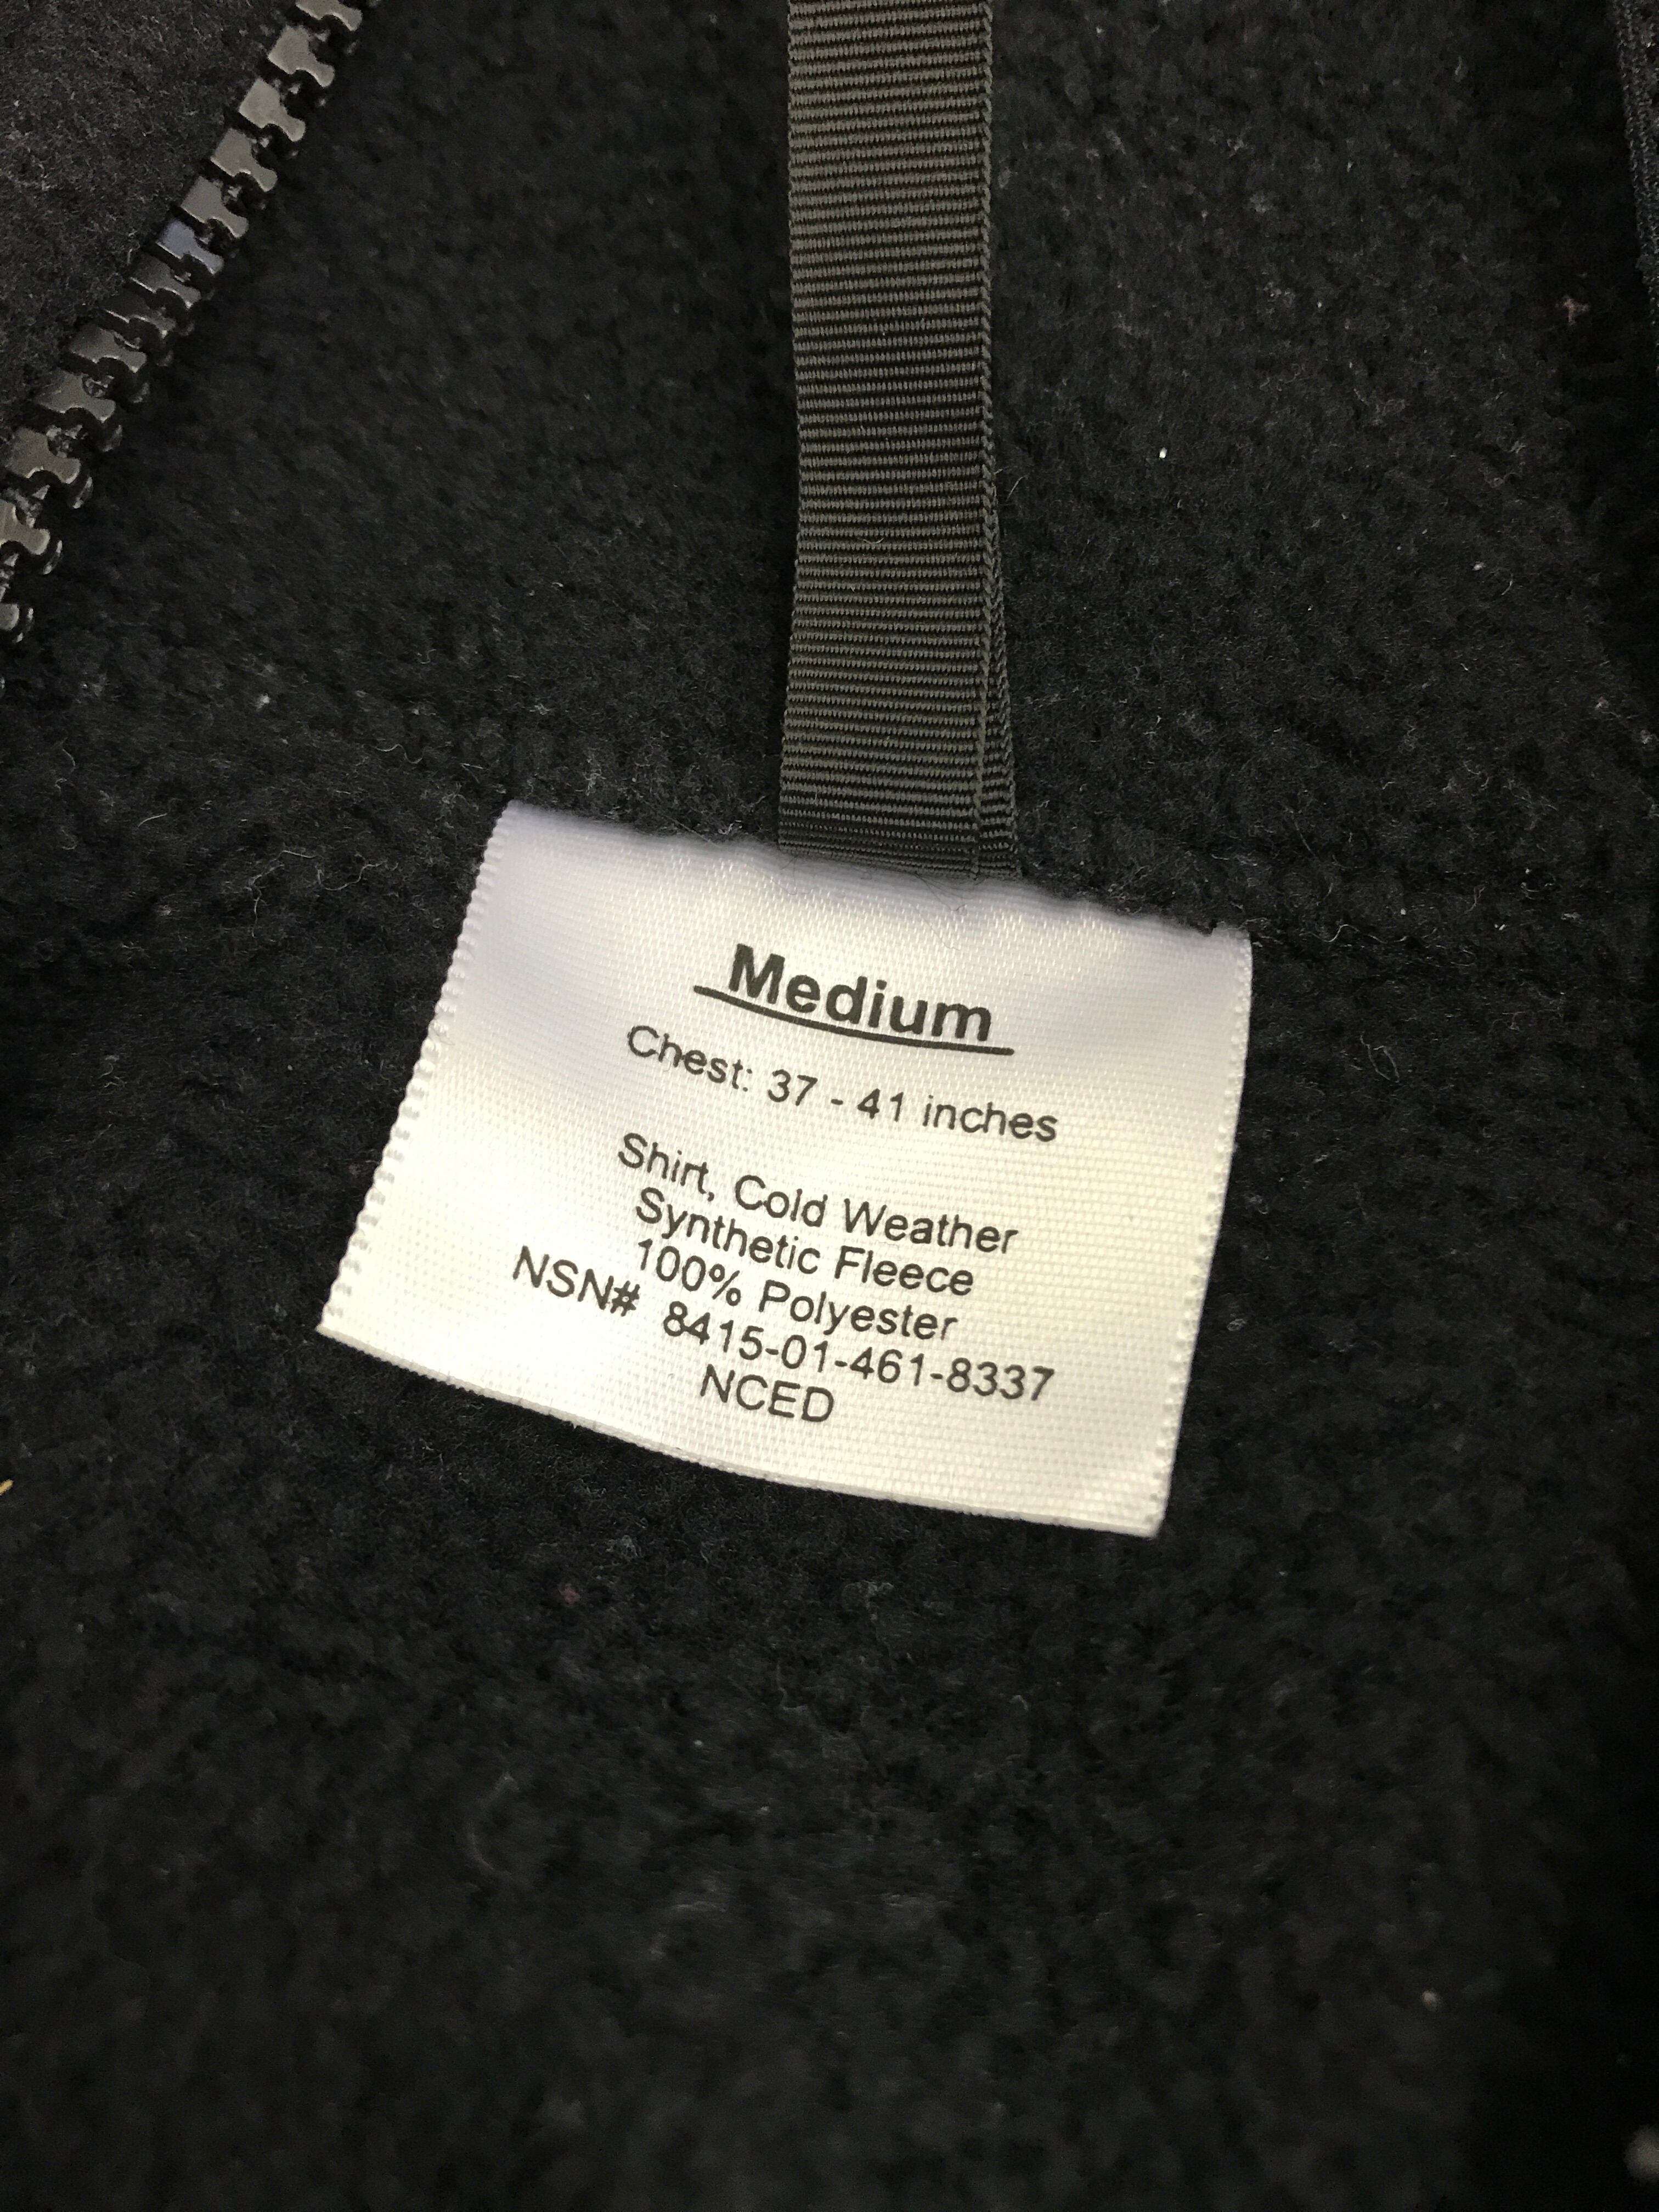 Medium
Chest: 37 - 41 inches
Shirt, Cold Weather
Synthetic Fleece
100% Polyester
NSN# 8415-01-461-8337
NCED